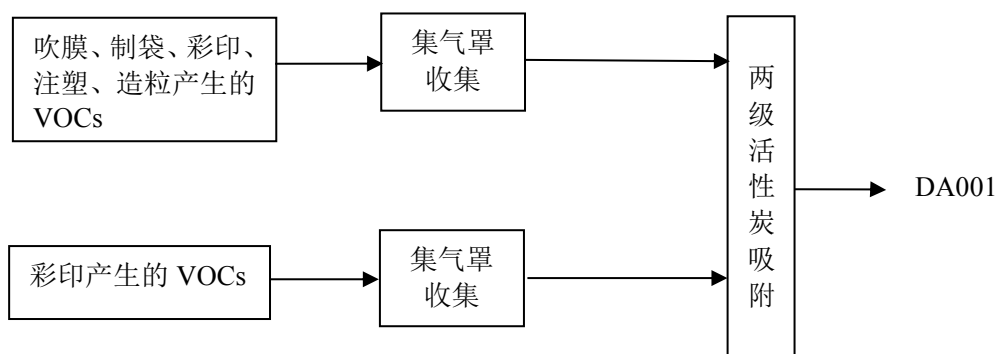 吹膜、制袋、彩印、
注塑、造粒产生的
VOCs
集气罩
收集
彩印产生的 VOCs
集气罩
收集
两
级
活
性
炭
吸
附
DA001